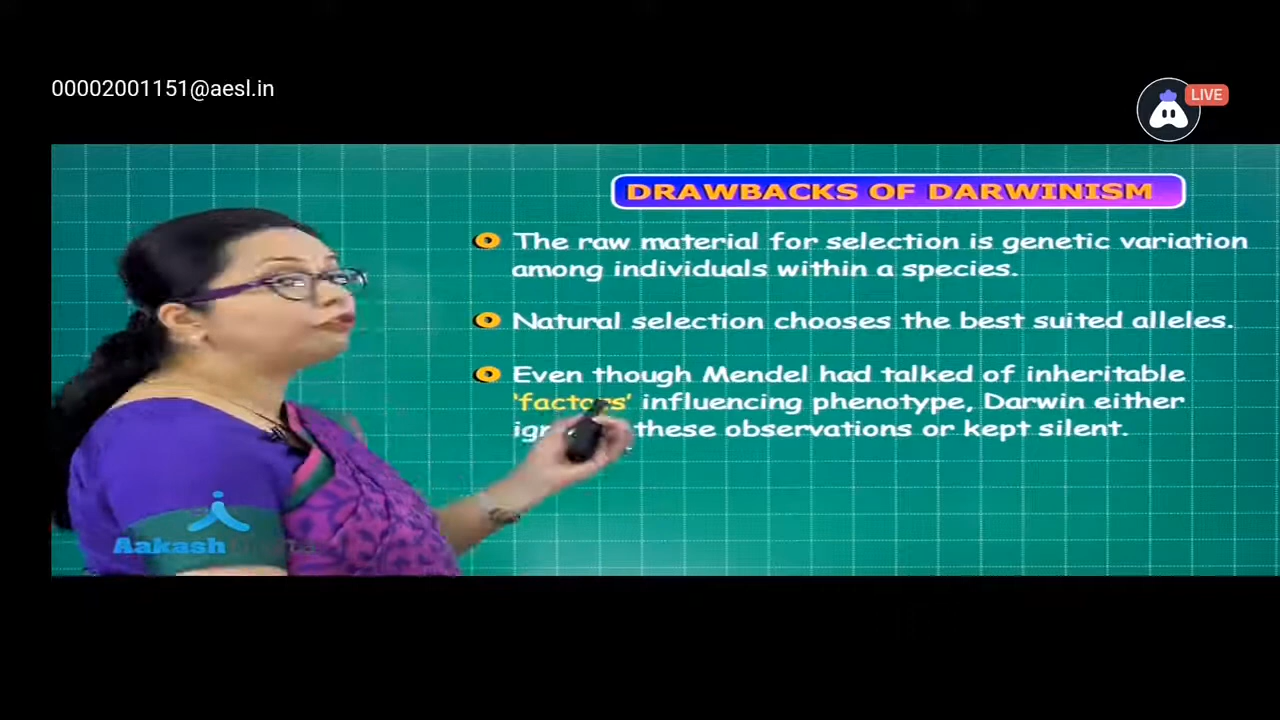 00002001151@aesl.in
LIVE
DRAWBACKS OF DARWINISM
The raw material for selection is genetic variation
among individuals within a species.
Natural selection chooses the best suited alleles.
Even though Mendel had talked of inheritable
'factors' influencing phenotype, Darwin either
these observations or kept silent.
Aakash